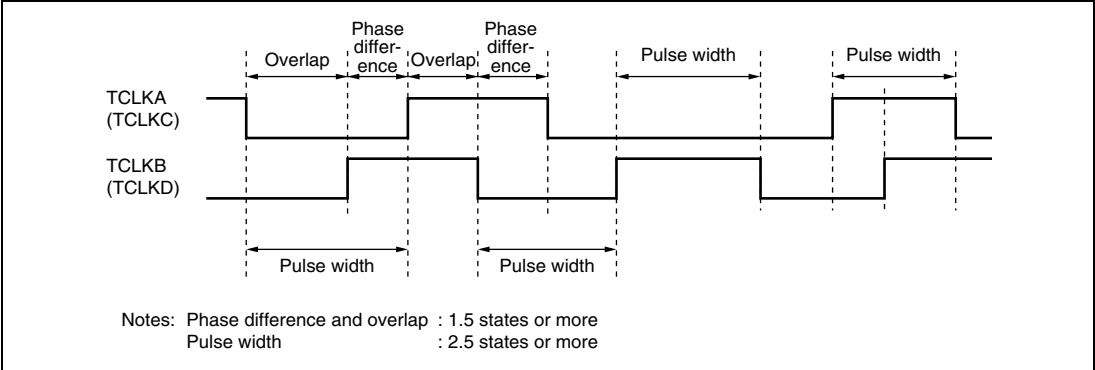 Phase
differ-
ence
Phase
differ-
ence
Overlap
Overlap
Pulse width
Pulse width
TCLKA
(TCLKC)
TCLKB
(TCLKD)
Pulse width
Pulse width
Notes: Phase difference and overlap : 1.5 states or more
Pulse width : 2.5 states or more